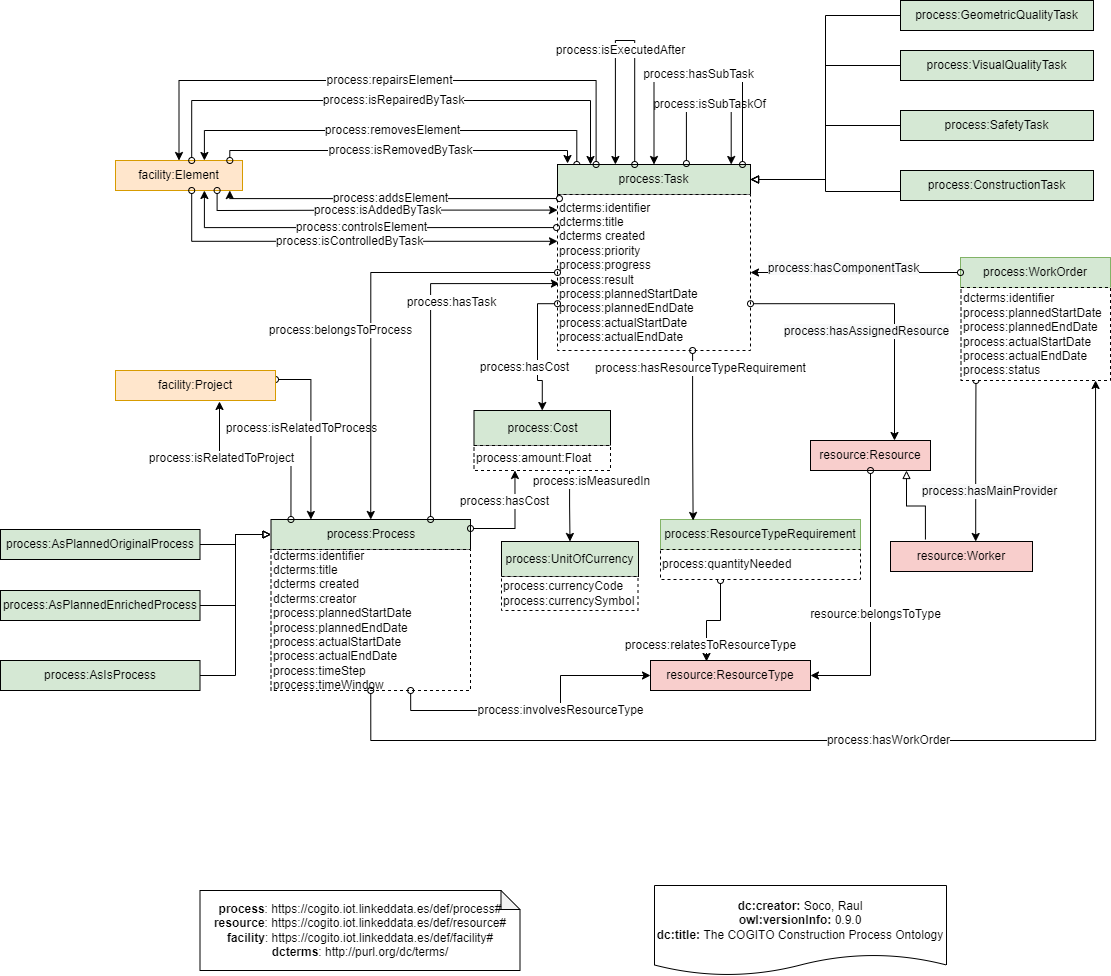 process:GeometricQualityTask
process:isExecutedAfter
process:VisualQualityTask
process:hasSubTask
process:repairsElement
process:isRepairedByTask
process:isSubTaskOf
process:SafetyTask
process:removesElement
process:isRemovedByTask
facility:Element
process:Task
process:ConstructionTask
process:addsElement
process:isAddedByTask
process:controlsElement
process:isControlledByTask
dcterms:identifier
dcterms:title
dcterms created
process:priority
process:progress
process:result
process:plannedStartDate
process:plannedEndDate
process:actualStartDate
process:actualEndDate
process:hasComponentTask
process:WorkOrder
dcterms:identifier
process:plannedStartDate
process:plannedEndDate
process:actualStartDate
process:actualEndDate
process:status
process:hasTask
process:belongsToProcess
process:hasAssignedResource
process:hasCost
process:hasResourceTypeRequirement
facility:Project
process:isRelatedToProcess
process:isRelatedToProject
process:Cost
process:amount:Float
process:isMeasuredIn
process:hasCost
resource:Resource
process:hasMainProvider
process:AsPlannedOriginalProcess
process:AsPlannedEnrichedProcess
process:AsIsProcess
process:Process
dcterms:identifier
dcterms:title
dcterms created
dcterms:creator
process:plannedStartDate
process:plannedEndDate
process:actualStartDate
process:actualEndDate
process:timeStep
process:timeWindow
process:UnitOfCurrency
process:currencyCode
process:currencySymbol
process:ResourceTypeRequirement
process:quantityNeeded
resource:Worker
resource:belongsToType
process:relatesToResourceType
resource:ResourceType
process:involvesResourceType
process:hasWorkOrder
process: https://cogito.iot.linkeddata.es/def/process#
resource: https://cogito.iot.linkeddata.es/def/resource#
facility: https://cogito.iot.linkeddata.es/def/facility#
dcterms: http://purl.org/dc/terms/
dc:creator: Soco, Raul
owl:versionInfo: 0.9.0
dc:title: The COGITO Construction Process Ontology